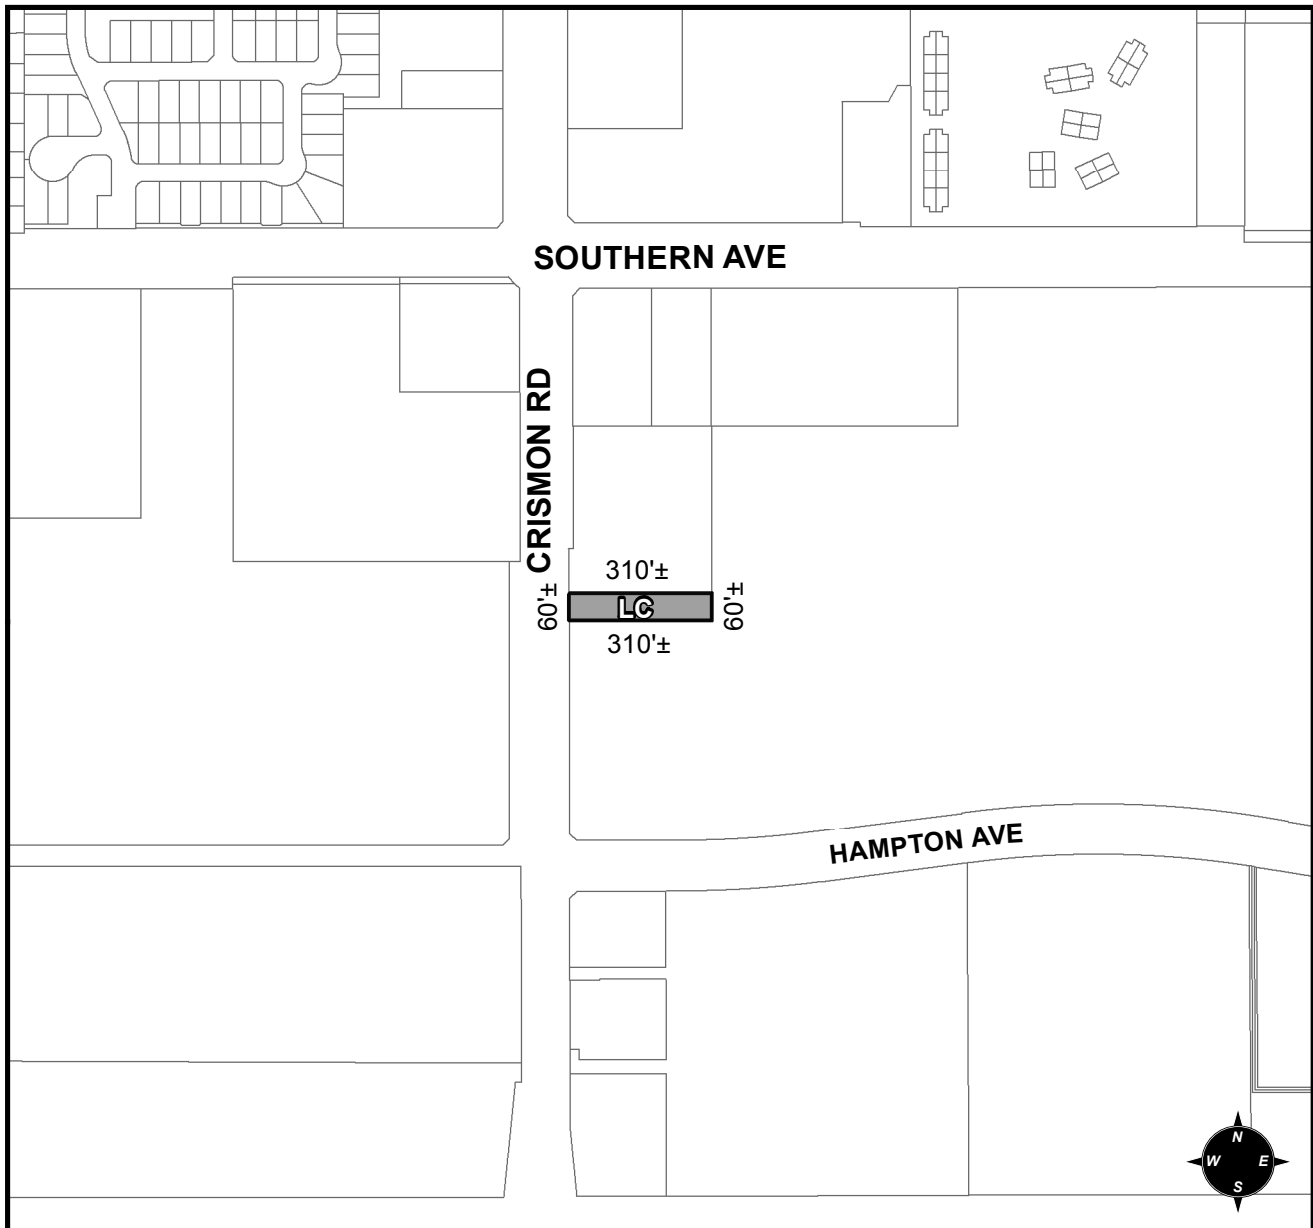 SOUTHERN AVE
CRISMON RD
310'±
60'±
LC
60'±
310'±
HAMPTON AVE
N
W
E
S